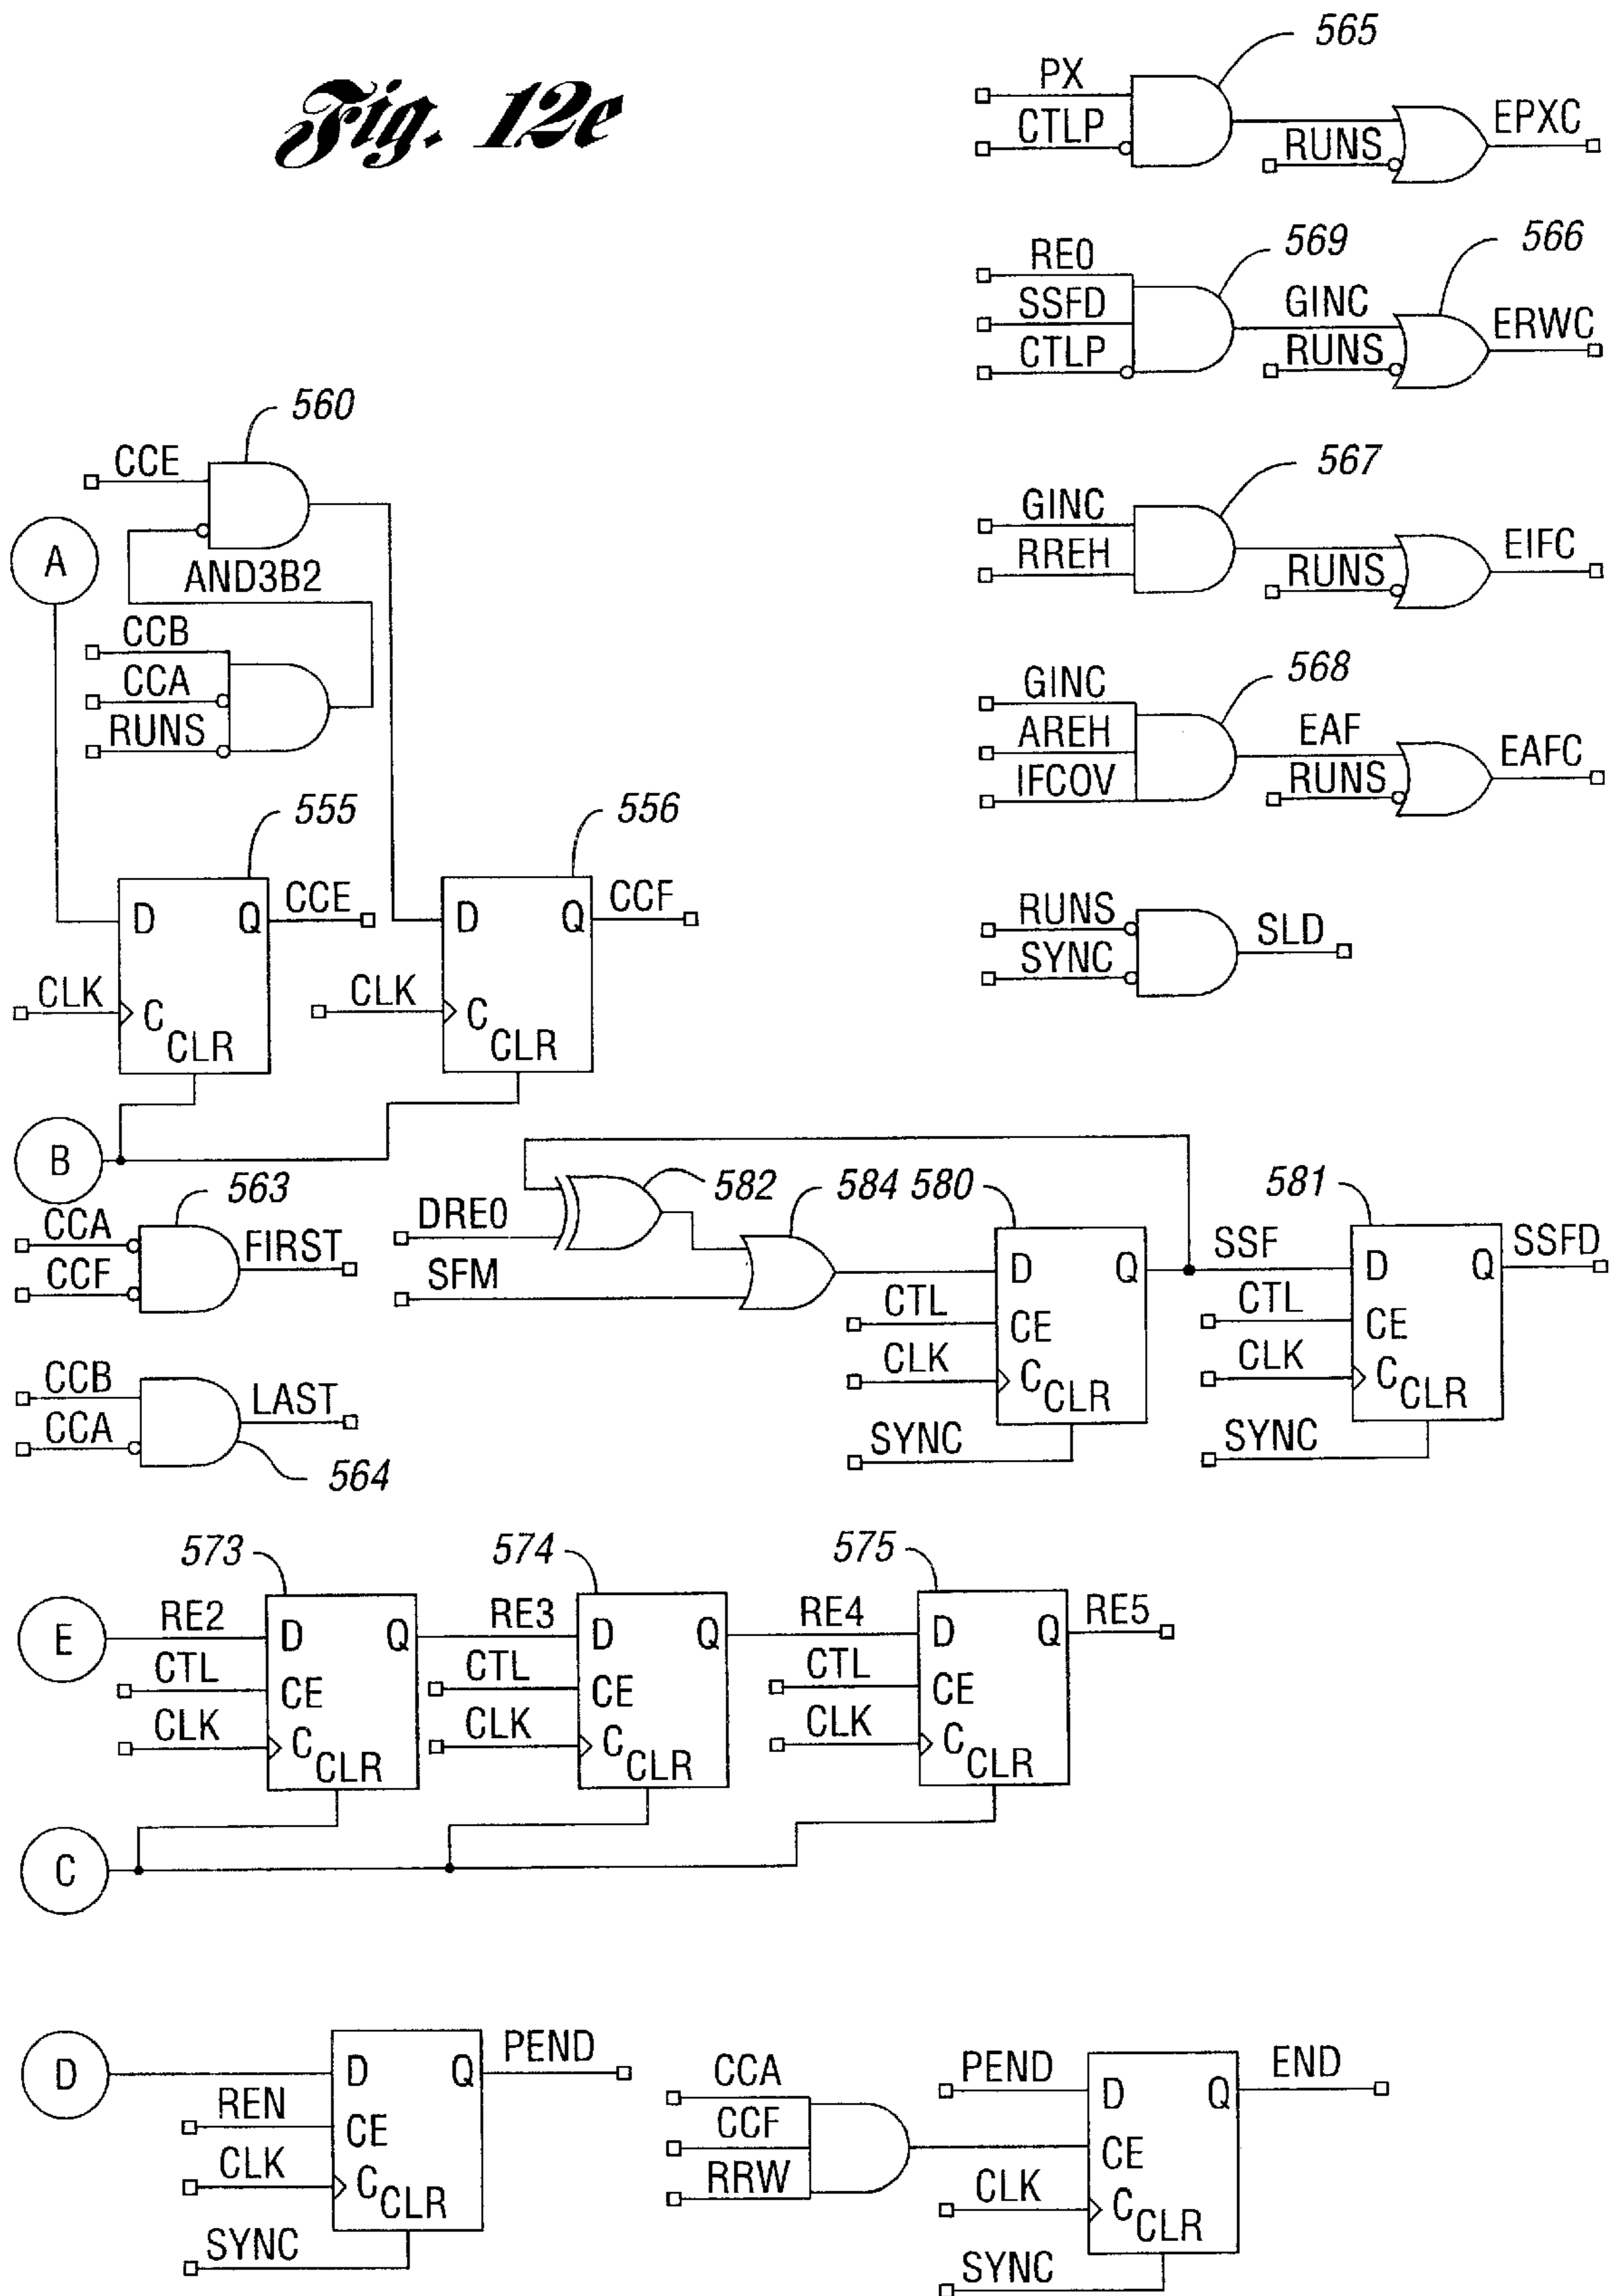 Fig. 12e
565
PX
CTLP
RUNS
EPXC
569
566
RE0
SSFD
CTLP
GINC
RUNS
ERWC
560
CCE
A
AND3B2
CCB
CCA
RUNS
567
GINC
RREH
RUNS
EIFC
568
GINC
AREH
IFCOV
EAF
RUNS
EAFC
555
D Q CCE
CLK C
CLR
556
D Q CCF
CLK C
CLR
RUNS
SYNC
SLD
B
563
CCA
CCF
FIRST
582
584 580
581
DRE0
SFM
D Q SSF
CTL CE
CLK C
CLR
SYNC
D Q SSFD
CTL CE
CLK C
CLR
SYNC
CCB
CCA
LAST
564
573
574
575
E
RE2 D Q
CTL CE
CLK C
CLR
RE3 D Q
CTL CE
CLK C
CLR
RE4 D Q RE5
CTL CE
CLK C
CLR
C
D
D Q PEND
REN CE
CLK C
CLR
SYNC
CCA
CCF
RRW
PEND D Q END
CE
CLK C
CLR
SYNC